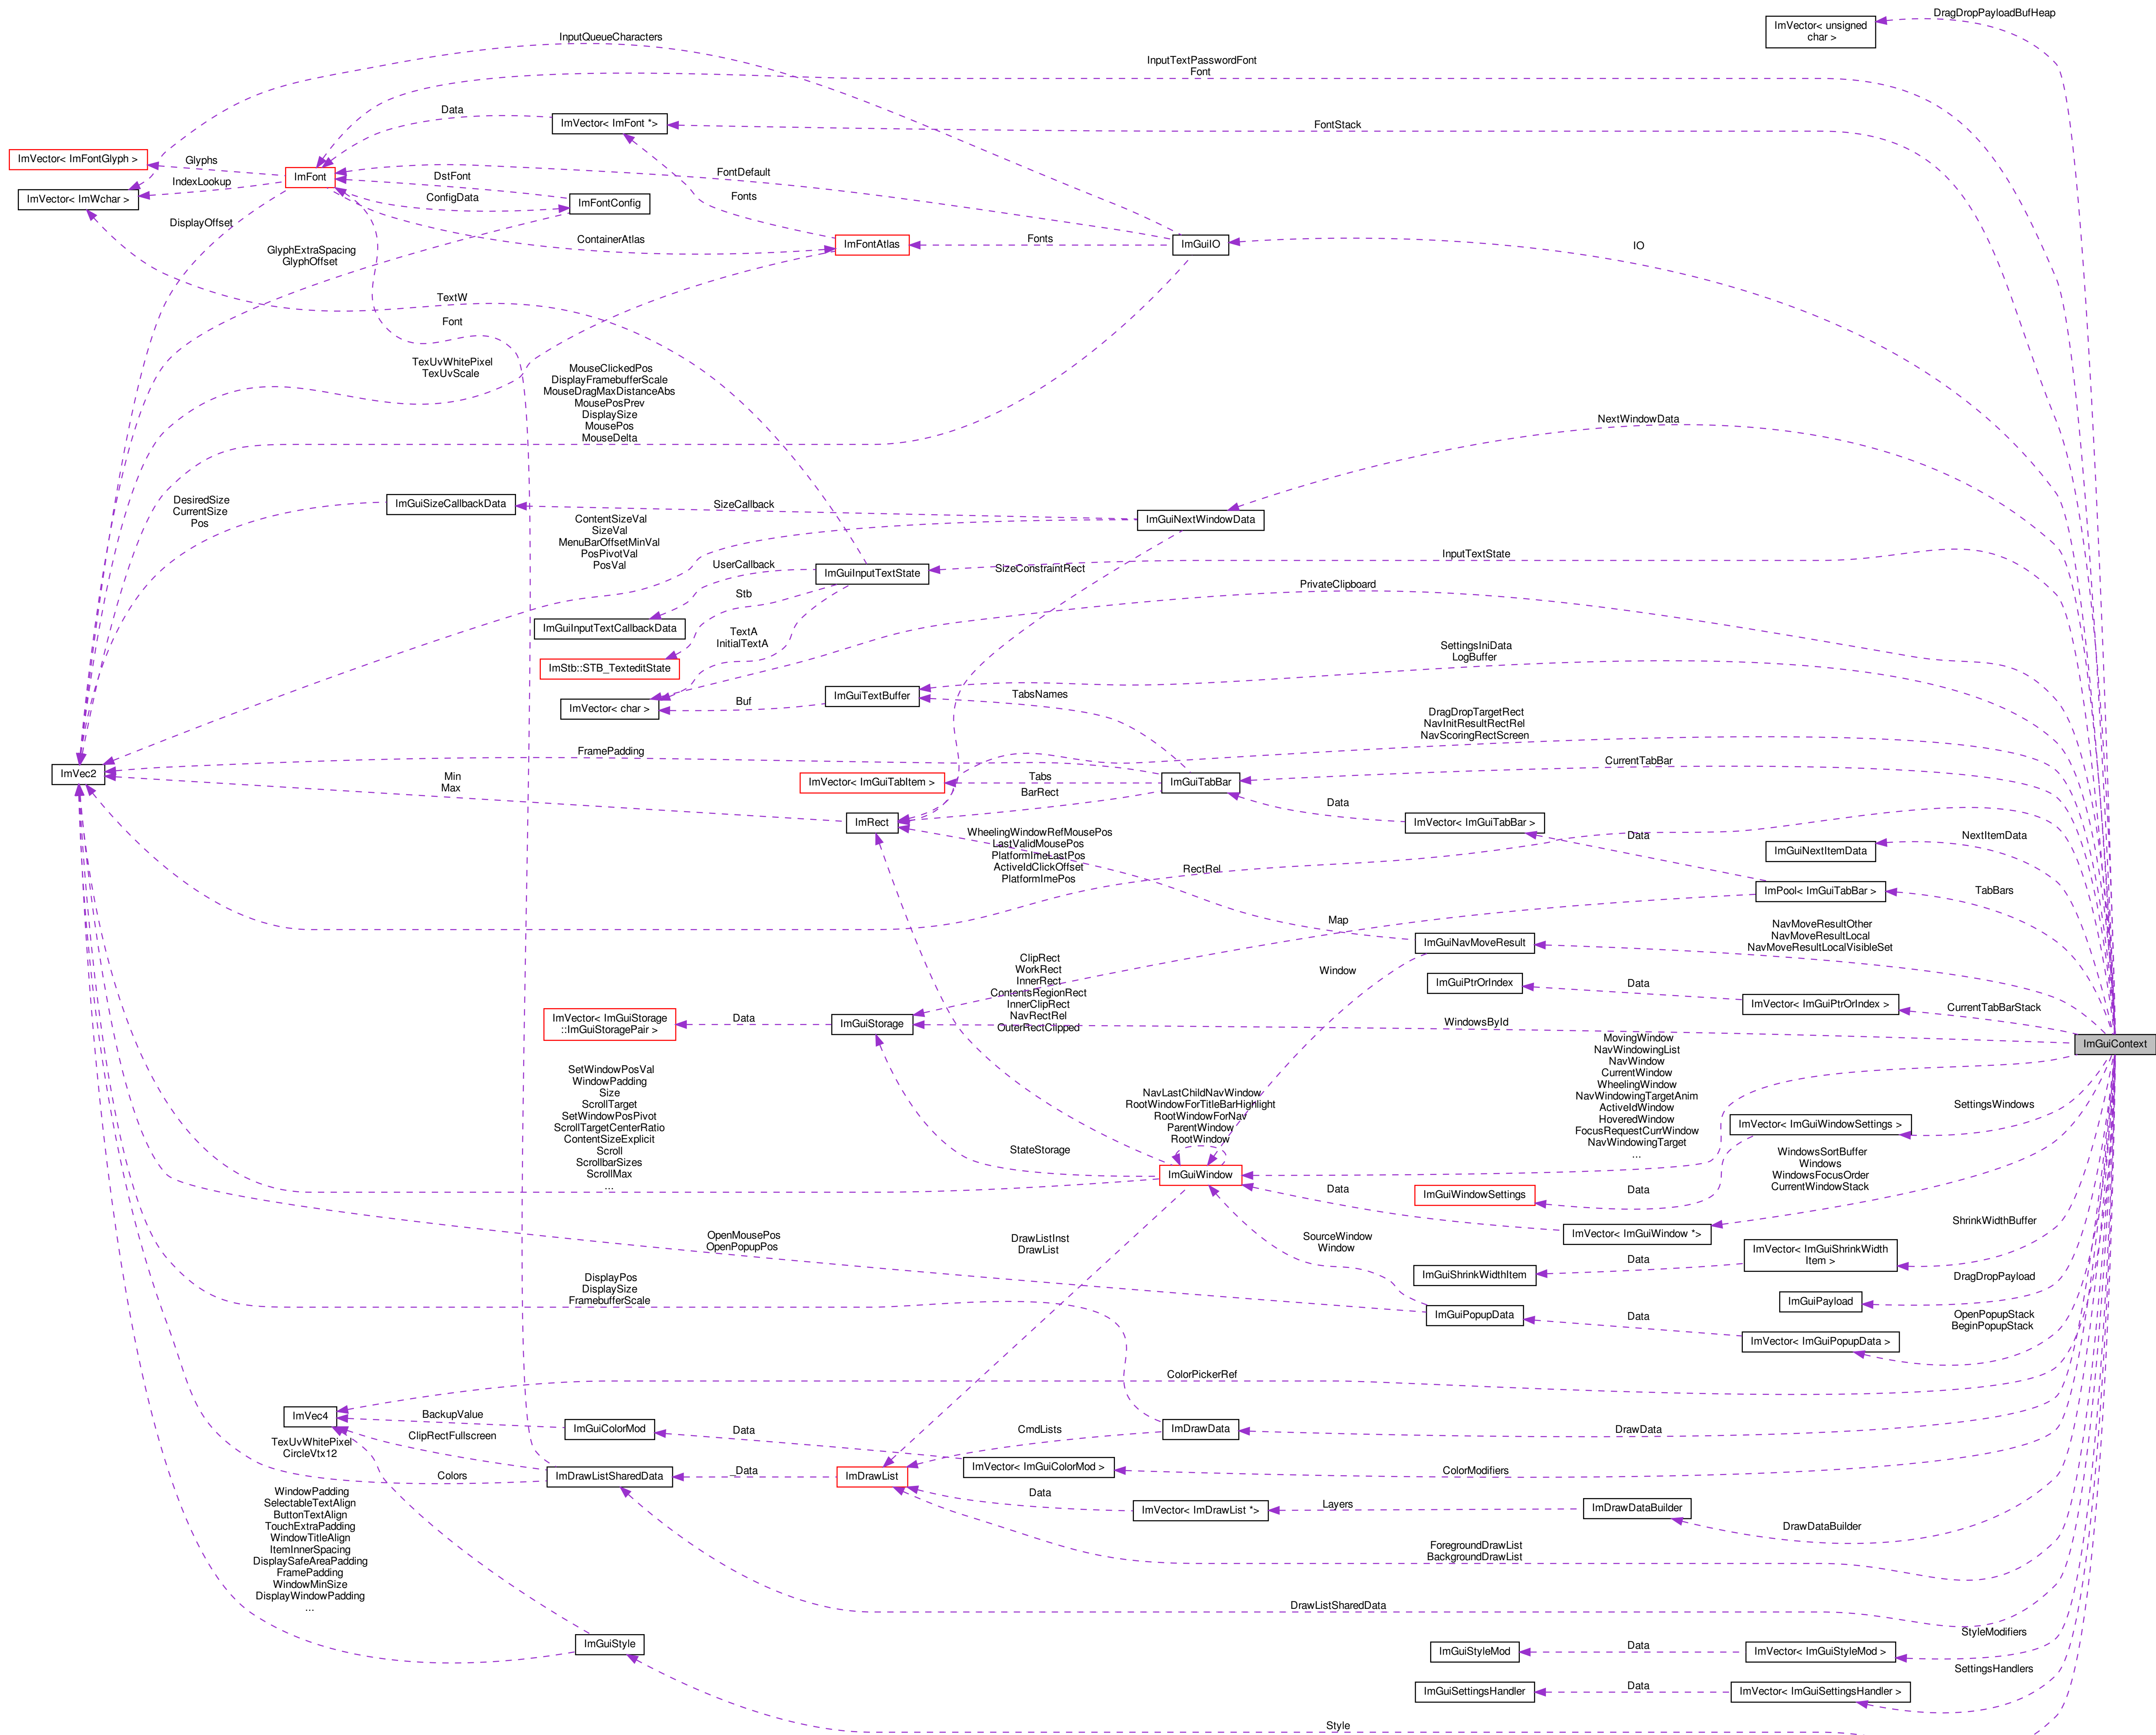 DragDropPayloadBufHeap
ImVector< unsigned
char >
InputQueueCharacters
InputTextPasswordFont
Font
Data
ImVector< ImFont *>
FontStack
ImVector< ImFontGlyph >
Glyphs
ImFont
IndexLookup
ImVector< ImWchar >
DstFont
ConfigData
ImFontConfig
FontDefault
Fonts
DisplayOffset
GlyphExtraSpacing
GlyphOffset
ContainerAtlas
ImFontAtlas
Fonts
ImGuiIO
IO
TextW
Font
TexUvWhitePixel
TexUvScale
MouseClickedPos
DisplayFramebufferScale
MouseDragMaxDistanceAbs
MousePosPrev
DisplaySize
MousePos
MouseDelta
NextWindowData
DesiredSize
CurrentSize
Pos
ImGuiSizeCallbackData
SizeCallback
ImGuiNextWindowData
ContentSizeVal
SizeVal
MenuBarOffsetMinVal
PosPivotVal
PosVal
UserCallback
ImGuiInputTextState
SizeConstraintRect
InputTextState
Stb
PrivateClipboard
ImGuiInputTextCallbackData
TextA
InitialTextA
ImStb::STB_TexteditState
SettingsIniData
LogBuffer
ImVector< char >
Buf
ImGuiTextBuffer
TabsNames
DragDropTargetRect
NavInitResultRectRel
NavScoringRectScreen
FramePadding
CurrentTabBar
ImVec2
Min
Max
ImVector< ImGuiTabItem >
Tabs
ImGuiTabBar
BarRect
Data
ImRect
ImVector< ImGuiTabBar >
Data
NextItemData
ImGuiNextItemData
WheelingWindowRefMousePos
LastValidMousePos
PlatformImeLastPos
ActiveIdClickOffset
PlatformImePos
RectRel
ImPool< ImGuiTabBar >
TabBars
Map
NavMoveResultOther
NavMoveResultLocal
NavMoveResultLocalVisibleSet
ImGuiNavMoveResult
Window
ClipRect
WorkRect
InnerRect
ContentsRegionRect
InnerClipRect
NavRectRel
OuterRectClipped
ImGuiPtrOrIndex
Data
ImVector< ImGuiPtrOrIndex >
CurrentTabBarStack
ImVector< ImGuiStorage
::ImGuiStoragePair >
Data
ImGuiStorage
WindowsById
ImGuiContext
MovingWindow
NavWindowingList
NavWindow
CurrentWindow
WheelingWindow
NavWindowingTargetAnim
ActiveIdWindow
HoveredWindow
FocusRequestCurrWindow
NavWindowingTarget
...
SetWindowPosVal
WindowPadding
Size
ScrollTarget
SetWindowPosPivot
ScrollTargetCenterRatio
ContentSizeExplicit
Scroll
ScrollbarSizes
ScrollMax
...
NavLastChildNavWindow
RootWindowForTitleBarHighlight
RootWindowForNav
ParentWindow
RootWindow
StateStorage
ImGuiWindow
SettingsWindows
ImVector< ImGuiWindowSettings >
WindowsSortBuffer
Windows
WindowsFocusOrder
CurrentWindowStack
ImGuiWindowSettings
Data
Data
ImVector< ImGuiWindow *>
ShrinkWidthBuffer
OpenMousePos
OpenPopupPos
DrawListInst
DrawList
SourceWindow
Window
ImGuiShrinkWidthItem
Data
ImVector< ImGuiShrinkWidth
Item >
DragDropPayload
ImGuiPayload
DisplayPos
DisplaySize
FramebufferScale
ImGuiPopupData
Data
ImVector< ImGuiPopupData >
OpenPopupStack
BeginPopupStack
ColorPickerRef
ImVec4
BackupValue
ImGuiColorMod
ClipRectFullscreen
Data
CmdLists
ImDrawData
DrawData
TexUvWhitePixel
CircleVtx12
Colors
ImDrawListSharedData
Data
ImDrawList
ImVector< ImGuiColorMod >
ColorModifiers
Data
ImVector< ImDrawList *>
Layers
ImDrawDataBuilder
DrawDataBuilder
WindowPadding
SelectableTextAlign
ButtonTextAlign
TouchExtraPadding
WindowTitleAlign
ItemInnerSpacing
DisplaySafeAreaPadding
FramePadding
WindowMinSize
DisplayWindowPadding
...
ForegroundDrawList
BackgroundDrawList
DrawListSharedData
ImGuiStyle
ImGuiStyleMod
Data
ImVector< ImGuiStyleMod >
StyleModifiers
ImGuiSettingsHandler
Data
ImVector< ImGuiSettingsHandler >
SettingsHandlers
Style